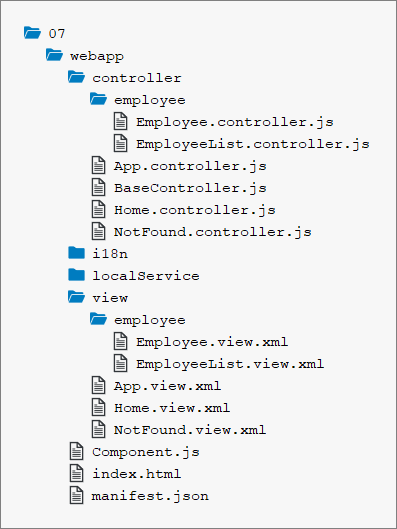 07
webapp
controller
employee
Employee.controller.js
EmployeeList.controller.js
App.controller.js
BaseController.js
Home.controller.js
NotFound.controller.js
i18n
localService
view
employee
Employee.view.xml
EmployeeList.view.xml
App.view.xml
Home.view.xml
NotFound.view.xml
Component.js
index.html
manifest.json